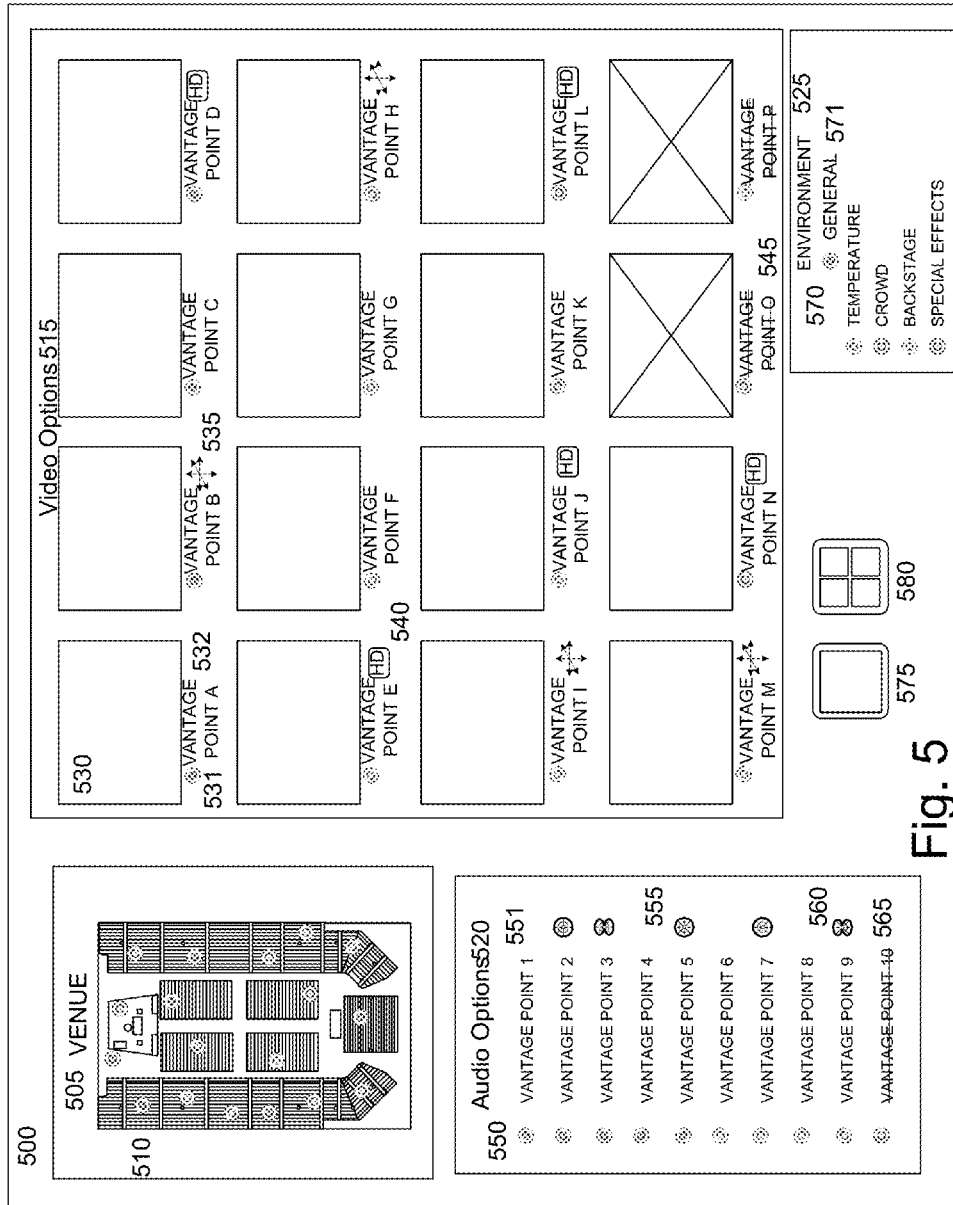 500
505 VENUE
510
Video Options 515
530
531
VANTAGE
POINT A
532
VANTAGE
POINT B
535
VANTAGE
POINT C
VANTAGE
POINT D
HD
VANTAGE
POINT E
HD
540
VANTAGE
POINT F
VANTAGE
POINT G
VANTAGE
POINT H
VANTAGE
POINT I
VANTAGE
POINT J
HD
VANTAGE
POINT K
VANTAGE
POINT L
HD
VANTAGE
POINT M
VANTAGE
POINT N
HD
VANTAGE
POINT O
545
VANTAGE
POINT P
550
Audio Options 520
VANTAGE POINT 1 551
VANTAGE POINT 2
VANTAGE POINT 3
VANTAGE POINT 4
555
VANTAGE POINT 5
VANTAGE POINT 6
VANTAGE POINT 7
VANTAGE POINT 8
560
VANTAGE POINT 9
VANTAGE POINT 10 565
575
580
570 ENVIRONMENT 525
GENERAL 571
TEMPERATURE
CROWD
BACKSTAGE
SPECIAL EFFECTS
Fig. 5